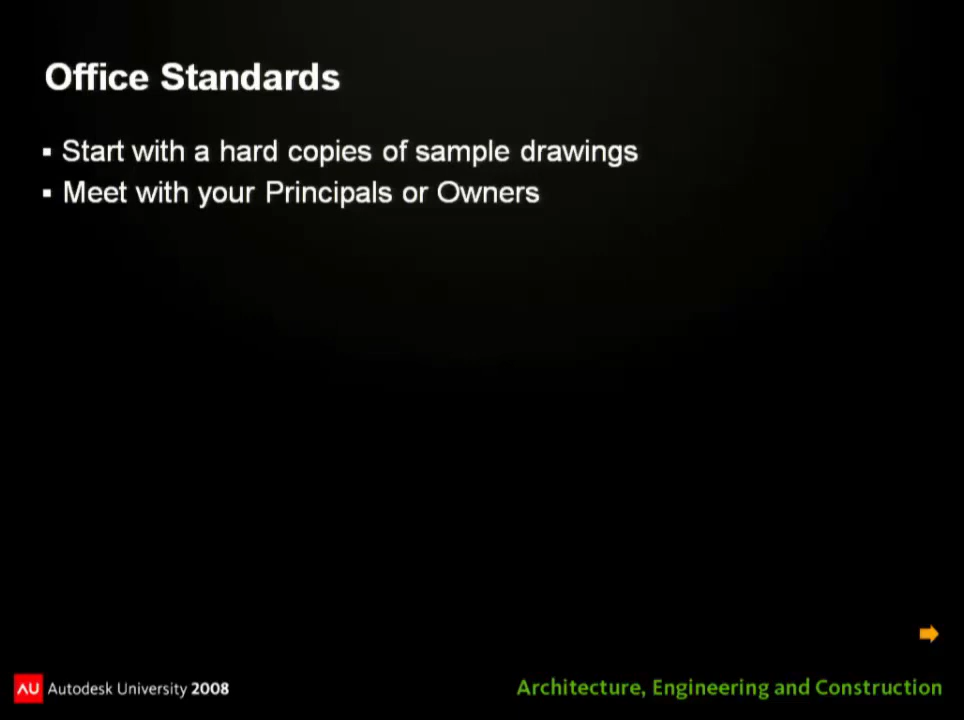 Office Standards
▪ Start with a hard copies of sample drawings
▪ Meet with your Principals or Owners
AU Autodesk University 2008
Architecture, Engineering and Construction